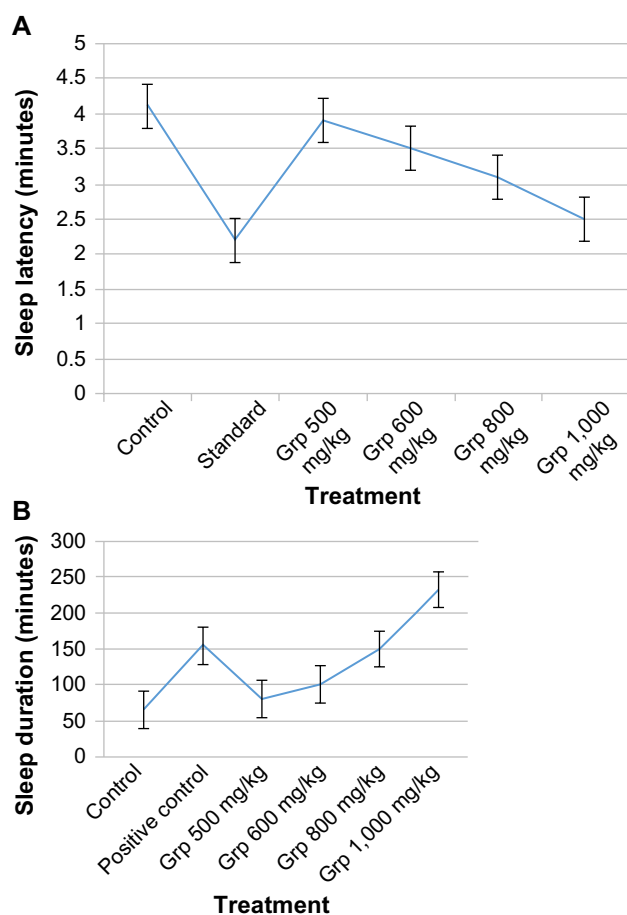 A
Sleep latency (minutes)
5
4.5
4
3.5
3
2.5
2
1.5
1
0.5
0
Control
Standard
Grp 500
mg/kg
Grp 600
mg/kg
Grp 800
mg/kg
Grp 1,000
mg/kg
Treatment
B
Sleep duration (minutes)
300
250
200
150
100
50
0
Control
Positive control
Grp 500 mg/kg
Grp 600 mg/kg
Grp 800 mg/kg
Grp 1,000 mg/kg
Treatment